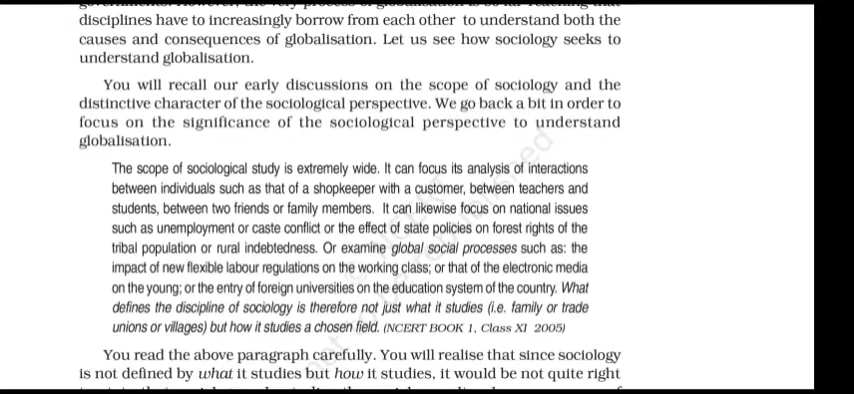 disciplines have to increasingly borrow from each other to understand both the
causes and consequences of globalisation. Let us see how sociology seeks to
understand globalisation.
You will recall our early discussions on the scope of sociology and the
distinctive character of the sociological perspective. We go back a bit in order to
focus on the significance of the sociological perspective to understand
globalisation.
The scope of sociological study is extremely wide. It can focus its analysis of interactions
between individuals such as that of a shopkeeper with a customer, between teachers and
students, between two friends or family members. It can likewise focus on national issues
such as unemployment or caste conflict or the effect of state policies on forest rights of the
tribal population or rural indebtedness. Or examine global social processes such as: the
impact of new flexible labour regulations on the working class; or that of the electronic media
on the young; or the entry of foreign universities on the education system of the country. What
defines the discipline of sociology is therefore not just what it studies (i.e. family or trade
unions or villages) but how it studies a chosen field. (NCERT BOOK 1, Class XI 2005)
You read the above paragraph carefully. You will realise that since sociology
is not defined by what it studies but how it studies, it would be not quite right